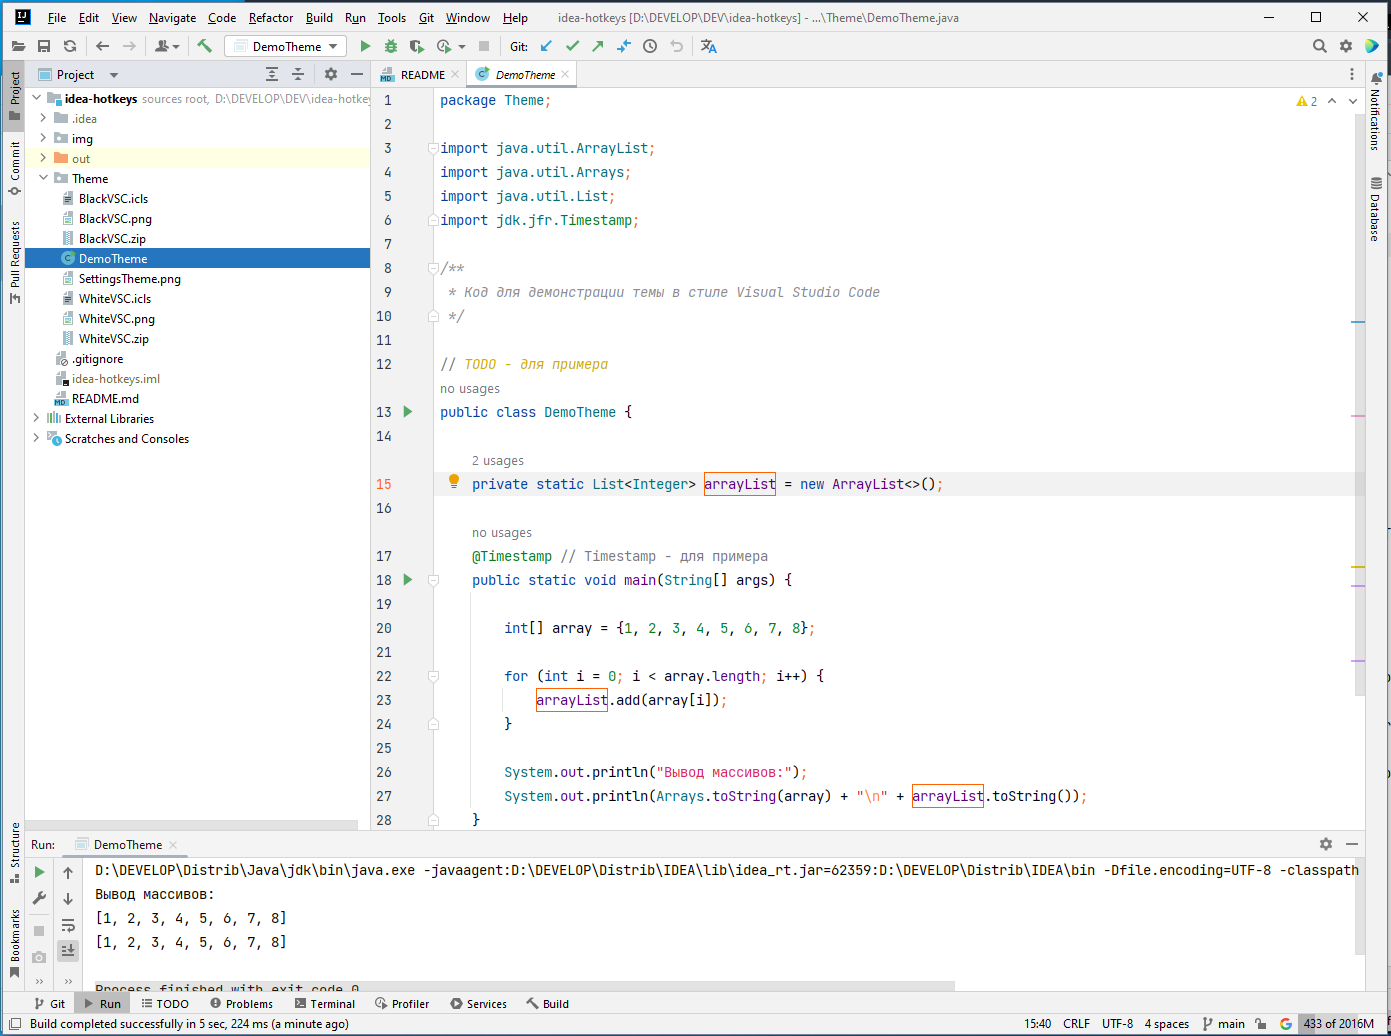 File Edit View Navigate Code Refactor Build Run Tools Git Window Help idea-hotkeys [D:\DEVELOP\DEV\idea-hotkeys] - ...\Theme\DemoTheme.java
DemoTheme Git:
Project
README
DemoTheme
Project
Commit
Pull Requests
Structure
Bookmarks
idea-hotkeys sources root, D:\DEVELOP\DEV\idea-hotkey
.idea
img
out
Theme
BlackVSC.icls
BlackVSC.png
BlackVSC.zip
DemoTheme
SettingsTheme.png
WhiteVSC.icls
WhiteVSC.png
WhiteVSC.zip
.gitignore
idea-hotkeys.iml
README.md
External Libraries
Scratches and Consoles
2
1 package Theme;
2
3 import java.util.ArrayList;
4 import java.util.Arrays;
5 import java.util.List;
6 import jdk.jfr.Timestamp;
7
8 /**
9 * Код для демонстрации темы в стиле Visual Studio Code
10 */
11
12 // TODO - для примера
no usages
13 public class DemoTheme {
14
2 usages
15 private static List<Integer> arrayList = new ArrayList<>();
16
no usages
17 @Timestamp // Timestamp - для примера
18 public static void main(String[] args) {
19
20 int[] array = {1, 2, 3, 4, 5, 6, 7, 8};
21
22 for (int i = 0; i < array.length; i++) {
23 arrayList.add(array[i]);
24 }
25
26 System.out.println("Вывод массивов:");
27 System.out.println(Arrays.toString(array) + "\n" + arrayList.toString());
28 }
Notifications
Database
Run: DemoTheme
D:\DEVELOP\Distrib\Java\jdk\bin\java.exe -javaagent:D:\DEVELOP\Distrib\IDEA\lib\idea_rt.jar=62359:D:\DEVELOP\Distrib\IDEA\bin -Dfile.encoding=UTF-8 -classpath
Вывод массивов:
[1, 2, 3, 4, 5, 6, 7, 8]
[1, 2, 3, 4, 5, 6, 7, 8]
Process finished with exit code 0
Git Run TODO Problems Terminal Profiler Services Build
Build completed successfully in 5 sec, 224 ms (a minute ago) 15:40 CRLF UTF-8 4 spaces main 433 of 2016M